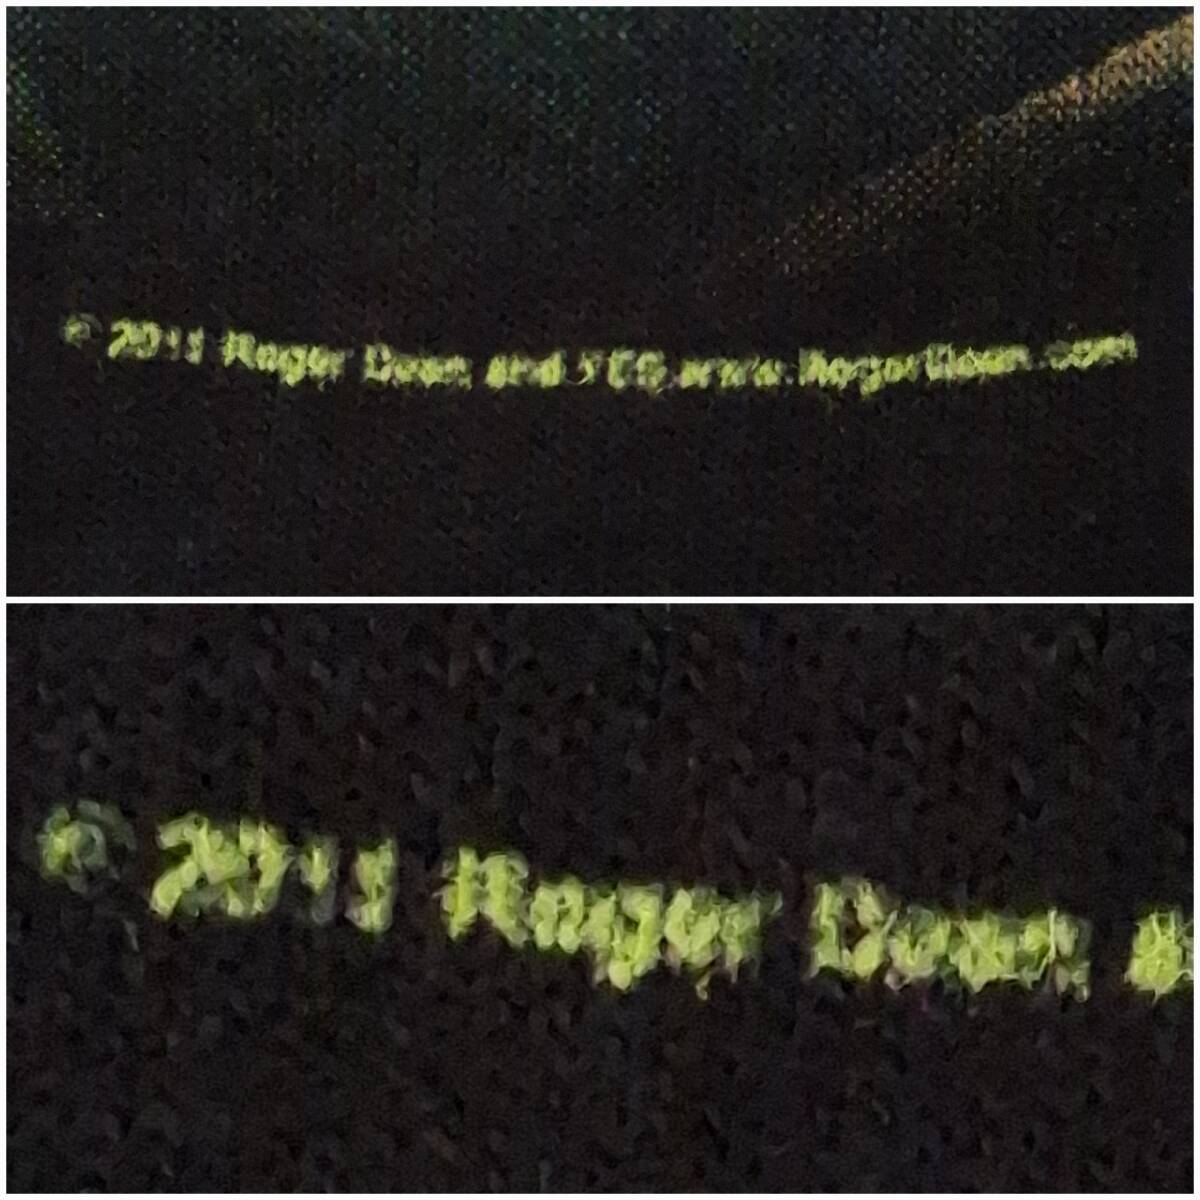 © 2011 Roger Dean and YES www.rogerdean.com
© 2011 Roger Dean